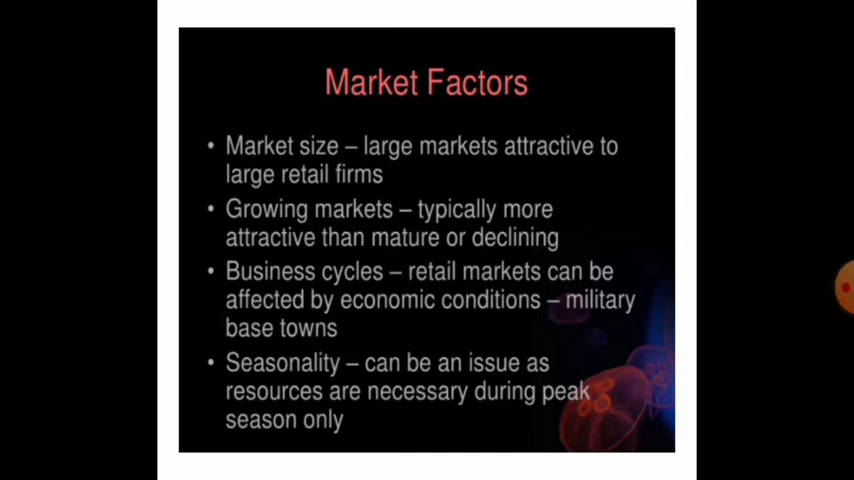 Market Factors
• Market size – large markets attractive to
large retail firms
• Growing markets – typically more
attractive than mature or declining
• Business cycles – retail markets can be
affected by economic conditions – military
base towns
• Seasonality – can be an issue as
resources are necessary during peak
season only